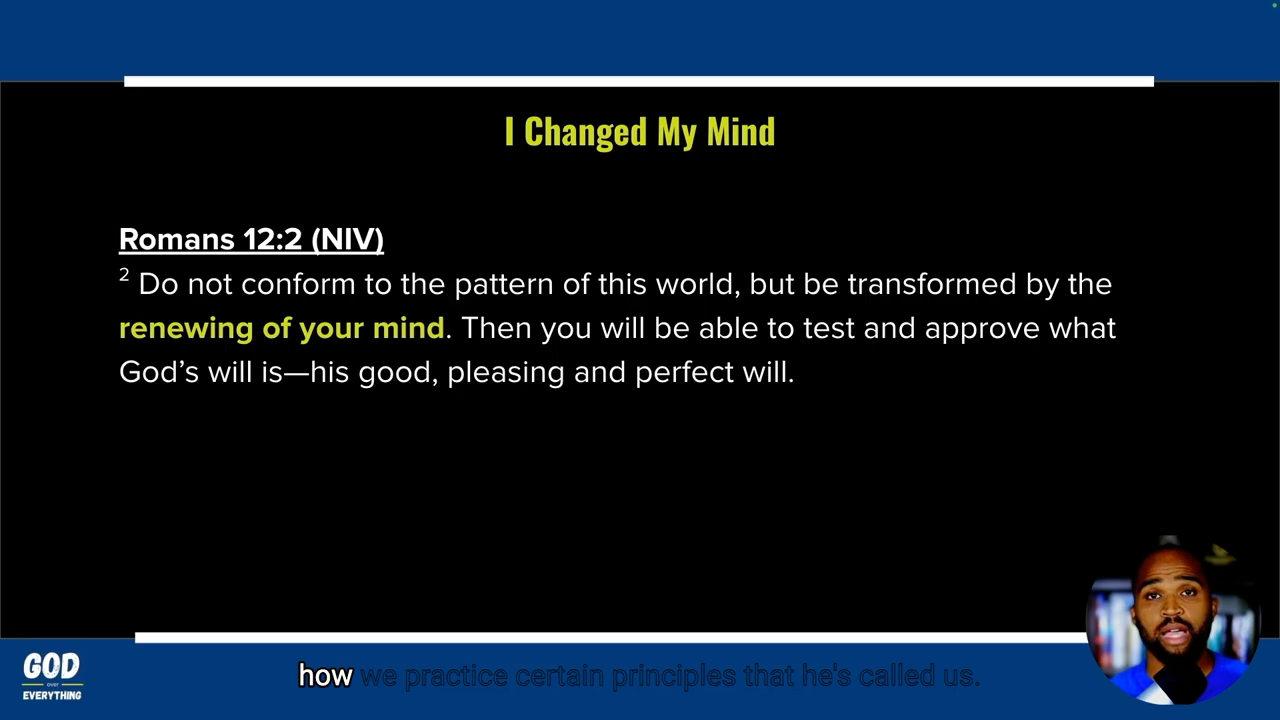 I Changed My Mind
Romans 12:2 (NIV)
2 Do not conform to the pattern of this world, but be transformed by the
renewing of your mind. Then you will be able to test and approve what
God’s will is—his good, pleasing and perfect will.
how we practice certain principles that he's called us.
GOD
OVER
EVERYTHING